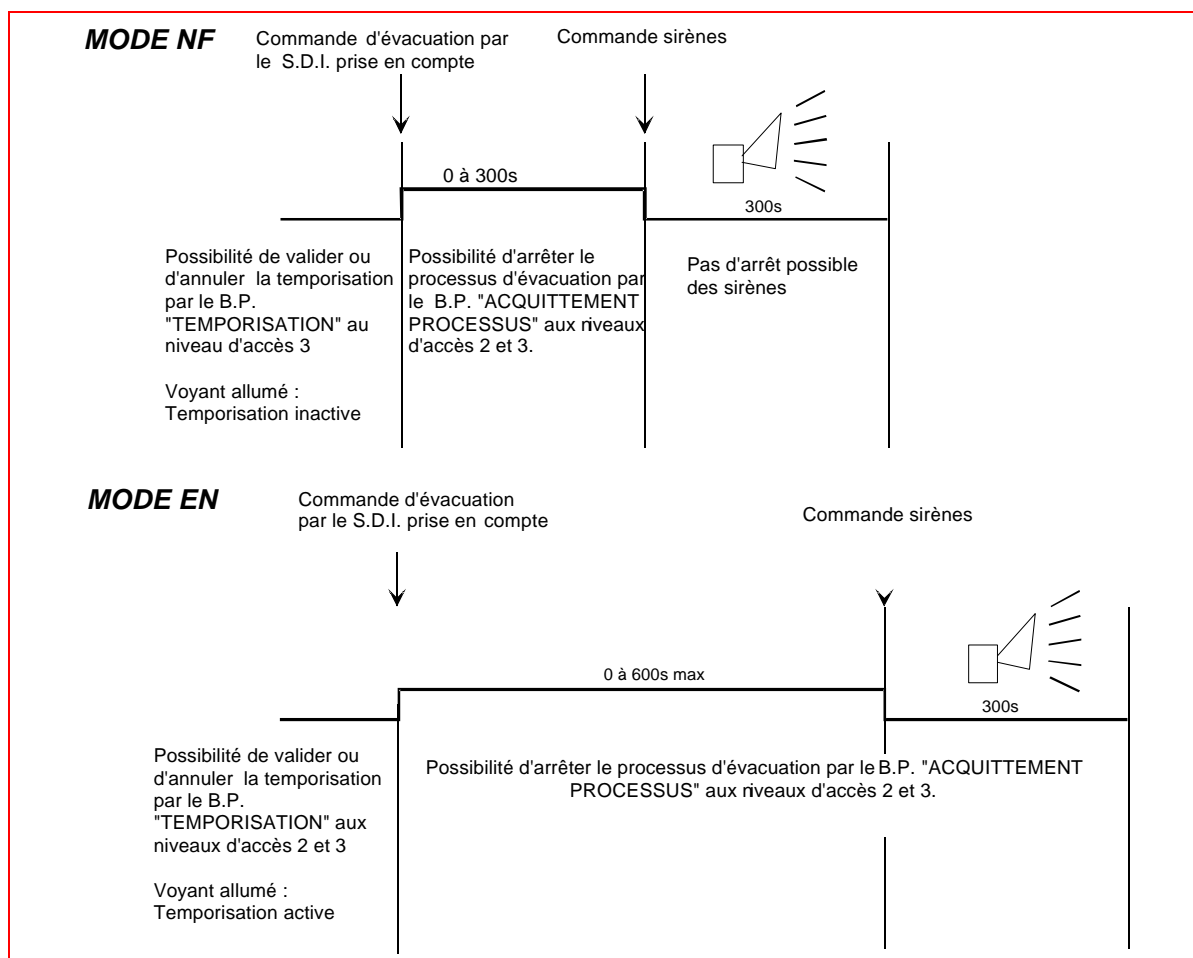 MODE NF
Commande d'évacuation par
le S.D.I. prise en compte
Commande sirènes
0 à 300s
300s
Possibilité de valider ou
d'annuler la temporisation
par le B.P.
"TEMPORISATION" au
niveau d'accès 3
Voyant allumé :
Temporisation inactive
Possibilité d'arrêter le
processus d'évacuation par
le B.P. "ACQUITTEMENT
PROCESSUS" aux niveaux
d'accès 2 et 3.
Pas d'arrêt possible
des sirènes
MODE EN
Commande d'évacuation
par le S.D.I. prise en compte
Commande sirènes
0 à 600s max
300s
Possibilité de valider ou
d'annuler la temporisation
par le B.P.
"TEMPORISATION" aux
niveaux d'accès 2 et 3
Voyant allumé :
Temporisation active
Possibilité d'arrêter le processus d'évacuation par le B.P. "ACQUITTEMENT
PROCESSUS" aux niveaux d'accès 2 et 3.